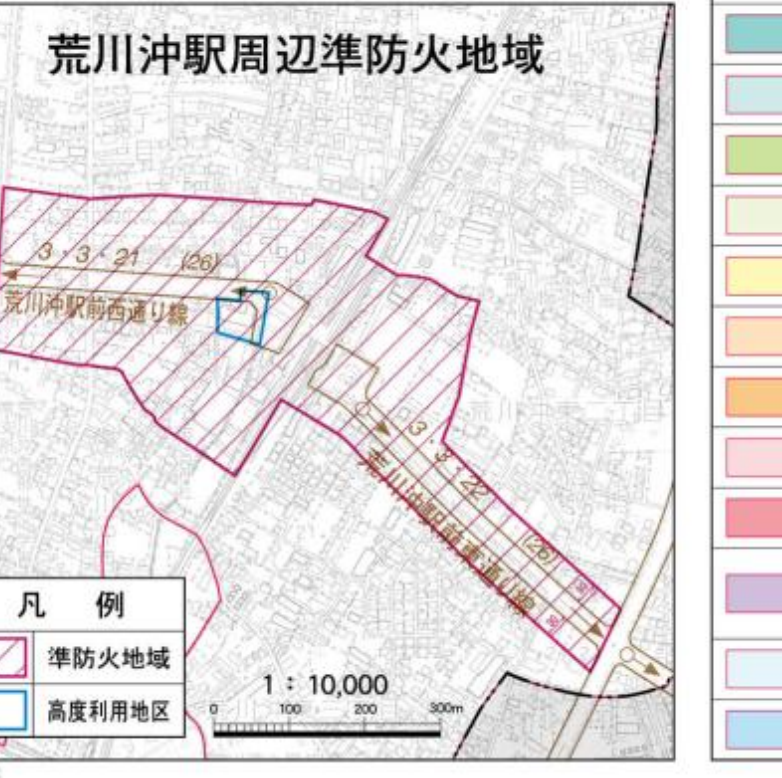 荒川沖駅周辺準防火地域
3・3・21 (26)
荒川沖駅前西通り線
3・3・22 (26)
荒川沖駅前東通り線
凡 例
準防火地域
高度利用地区
1：10,000
0 100 200 300m